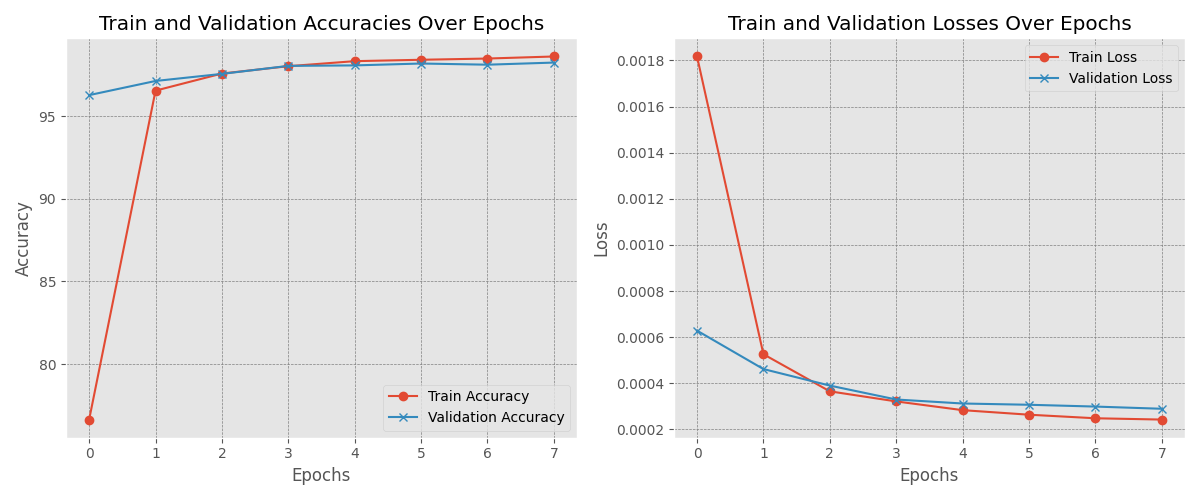 Train and Validation Accuracies Over Epochs
Accuracy
95
90
85
80
Train Accuracy
Validation Accuracy
0 1 2 3 4 5 6 7
Epochs
Train and Validation Losses Over Epochs
Loss
0.0018
0.0016
0.0014
0.0012
0.0010
0.0008
0.0006
0.0004
0.0002
Train Loss
Validation Loss
0 1 2 3 4 5 6 7
Epochs